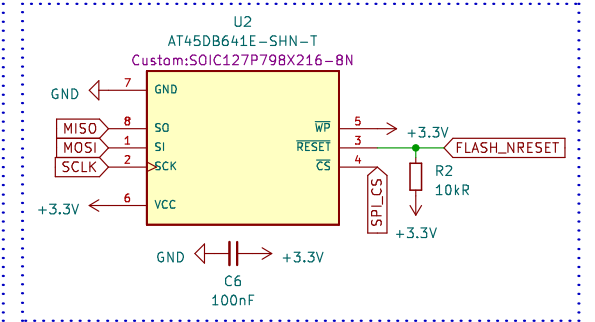 U2
AT45DB641E-SHN-T
Custom:SOIC127P798X216-8N
GND 7 GND
MISO 8 SO WP 5 +3.3V
MOSI 1 SI RESET 3 FLASH_NRESET
SCLK 2 SCK CS 4 R2
10kR
SPI_CS
+3.3V 6 VCC +3.3V
GND +3.3V
C6
100nF